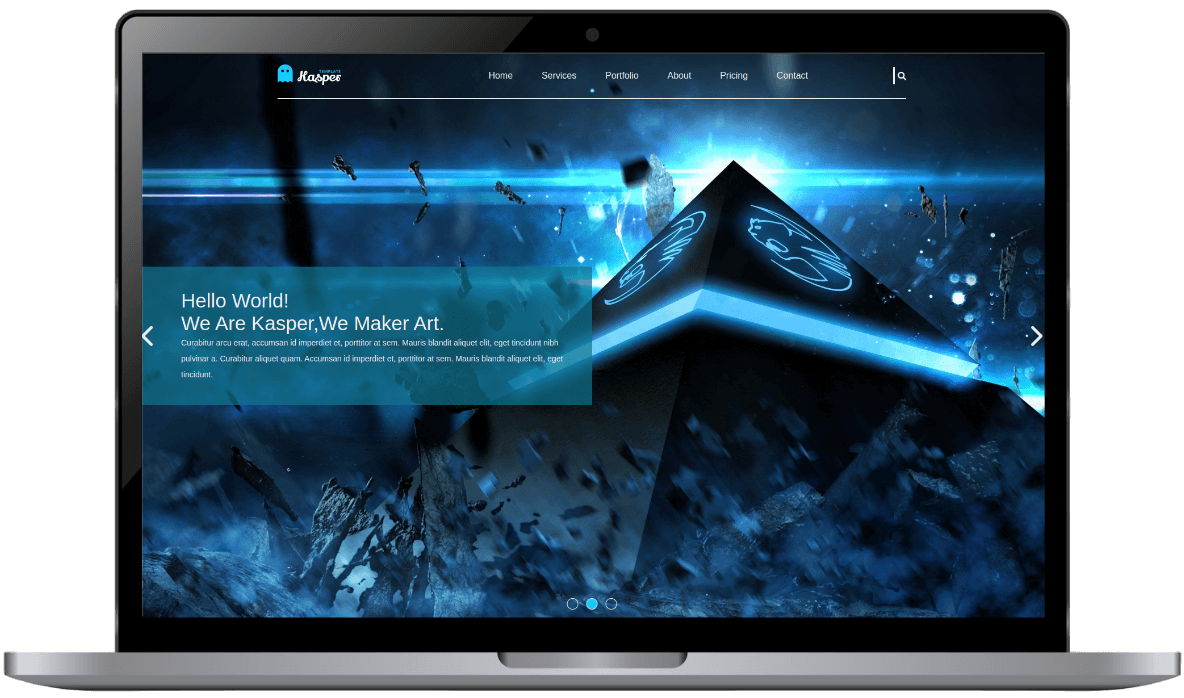 TEMPLATE
Kasper
Home Services Portfolio About Pricing Contact
Hello World!
We Are Kasper,We Maker Art.
Curabitur arcu erat, accumsan id imperdiet et, porttitor at sem. Mauris blandit aliquet elit, eget tincidunt nibh
pulvinar a. Curabitur aliquet quam. Accumsan id imperdiet et, porttitor at sem. Mauris blandit aliquet elit, eget
tincidunt.